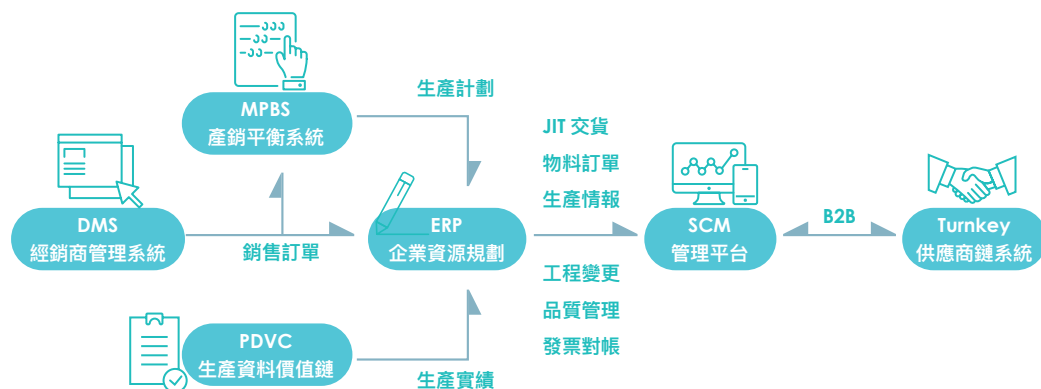 MPBS
產銷平衡系統
生產計劃
DMS
經銷商管理系統
銷售訂單
ERP
企業資源規劃
JIT 交貨
物料訂單
生產情報
工程變更
品質管理
發票對帳
SCM
管理平台
B2B
Turnkey
供應商鏈系統
PDVC
生產資料價值鏈
生產實績